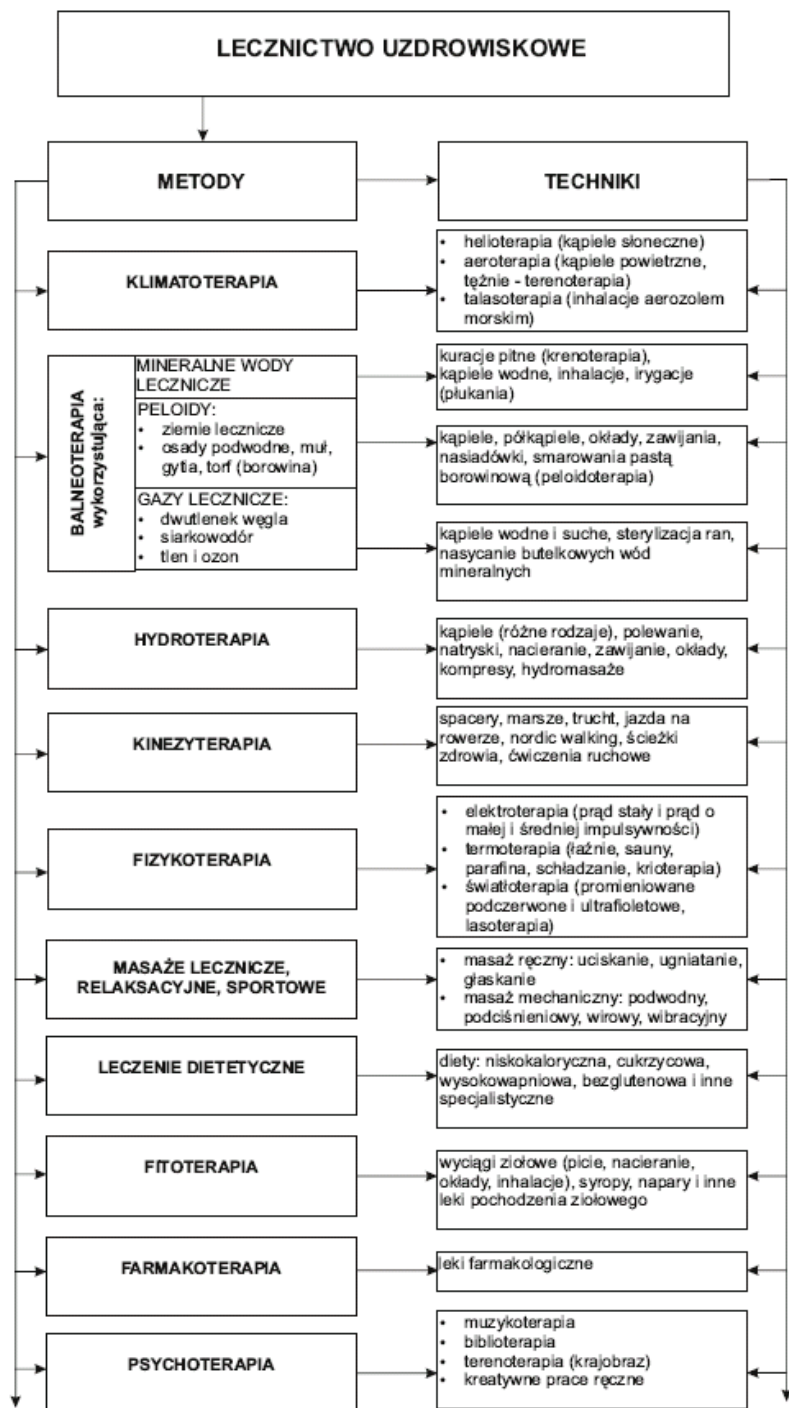 LECZNICTWO UZDROWISKOWE
METODY
TECHNIKI
KLIMATOTERAPIA
• helioterapia (kąpiele słoneczne)
• aeroterapia (kąpiele powietrzne,
tężnie - terenoterapia)
• talasoterapia (inhalacje aerozolem
morskim)
BALNEOTERAPIA
wykorzystująca:
MINERALNE WODY
LECZNICZE
kuracje pitne (krenoterapia),
kąpiele wodne, inhalacje, irygacje
(płukania)
PELOIDY:
• ziemie lecznicze
• osady podwodne, muł,
gytia, torf (borowina)
kąpiele, półkąpiele, okłady, zawijania,
nasiadówki, smarowania pastą
borowinową (peloidoterapia)
GAZY LECZNICZE:
• dwutlenek węgla
• siarkowodór
• tlen i ozon
kąpiele wodne i suche, sterylizacja ran,
nasycanie butelkowych wód
mineralnych
HYDROTERAPIA
kąpiele (różne rodzaje), polewanie,
natryski, nacieranie, zawijanie, okłady,
kompresy, hydromasaże
KINEZYTERAPIA
spacery, marsze, trucht, jazda na
rowerze, nordic walking, ścieżki
zdrowia, ćwiczenia ruchowe
FIZYKOTERAPIA
• elektroterapia (prąd stały i prąd o
małej i średniej impulsywności)
• termoterapia (łaźnie, sauny,
parafina, schładzanie, krioterapia)
• światłoterapia (promieniowane
podczerwone i ultrafioletowe,
lasoterapia)
MASAŻE LECZNICZE,
RELAKSACYJNE, SPORTOWE
• masaż ręczny: uciskanie, ugniatanie,
głaskanie
• masaż mechaniczny: podwodny,
podciśnieniowy, wirowy, wibracyjny
LECZENIE DIETETYCZNE
diety: niskokaloryczna, cukrzycowa,
wysokowapniowa, bezglutenowa i inne
specjalistyczne
FITOTERAPIA
wyciągi ziołowe (picie, nacieranie,
okłady, inhalacje), syropy, napary i inne
leki pochodzenia ziołowego
FARMAKOTERAPIA
leki farmakologiczne
PSYCHOTERAPIA
• muzykoterapia
• biblioterapia
• terenoterapia (krajobraz)
• kreatywne prace ręczne